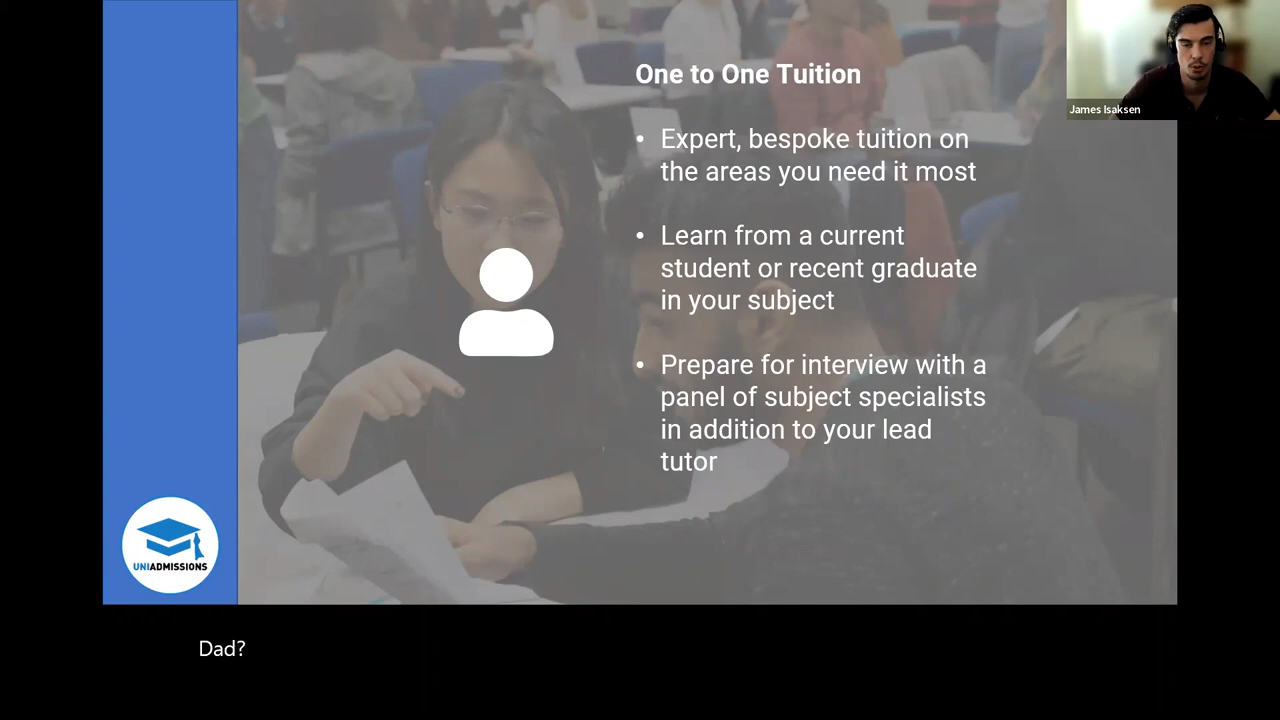 One to One Tuition
James Isaksen
• Expert, bespoke tuition on
the areas you need it most
• Learn from a current
student or recent graduate
in your subject
• Prepare for interview with a
panel of subject specialists
in addition to your lead
tutor
UNIADMISSIONS
Dad?